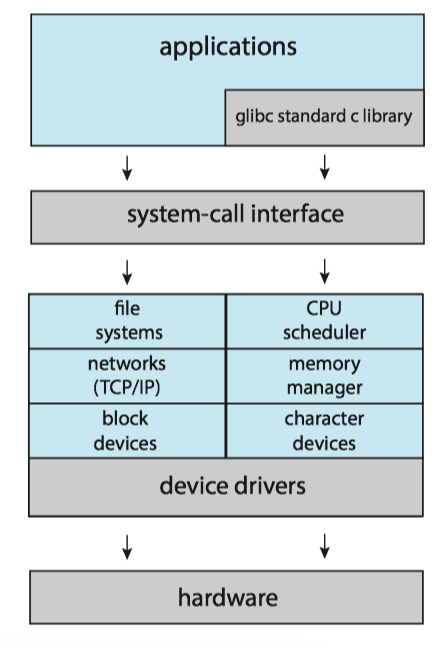 applications
glibc standard c library
system-call interface
file
systems
CPU
scheduler
networks
(TCP/IP)
memory
manager
block
devices
character
devices
device drivers
hardware